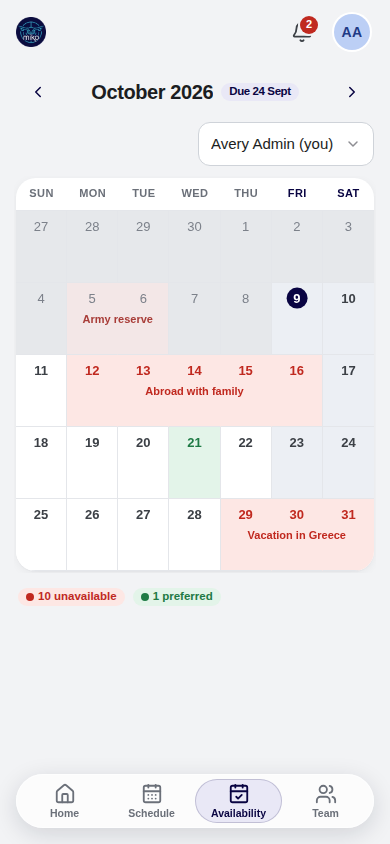 miko
2
AA
October 2026
Due 24 Sept
Avery Admin (you)
SUN MON TUE WED THU FRI SAT
27 28 29 30 1 2 3
4 5 6 7 8 9 10
Army reserve
11 12 13 14 15 16 17
Abroad with family
18 19 20 21 22 23 24
25 26 27 28 29 30 31
Vacation in Greece
10 unavailable
1 preferred
Home Schedule Availability Team